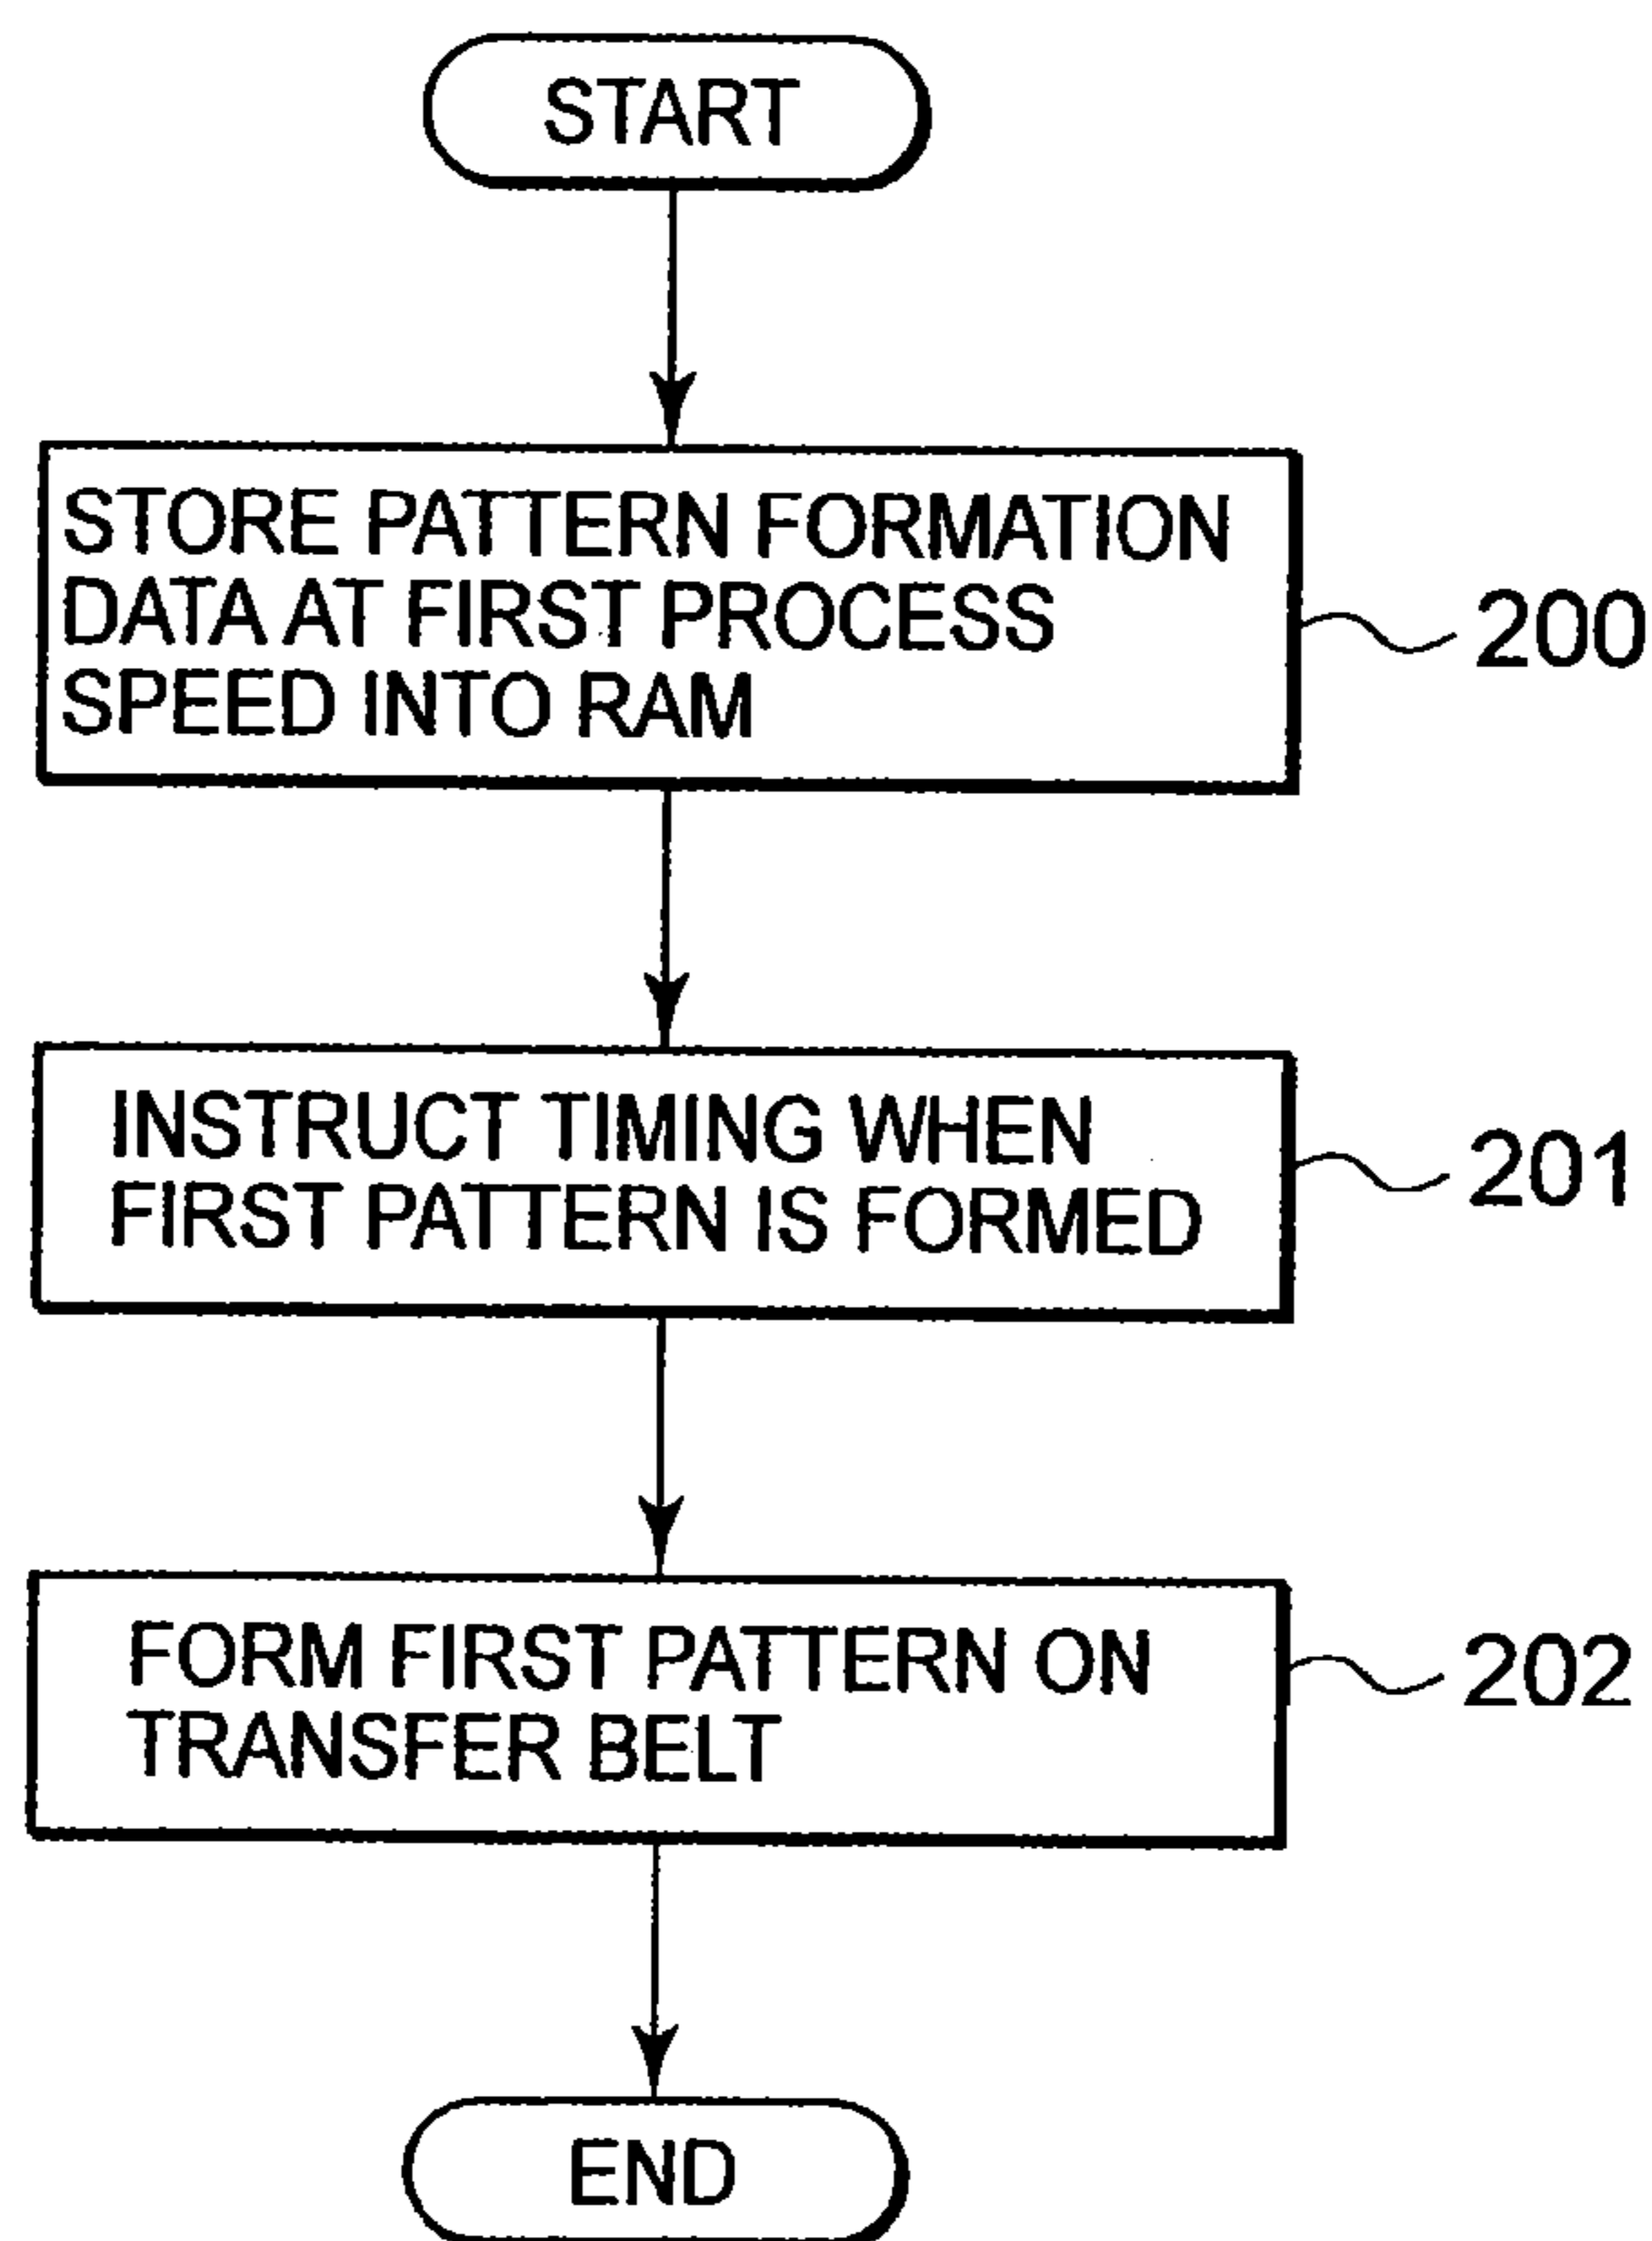 START
STORE PATTERN FORMATION
DATA AT FIRST PROCESS
SPEED INTO RAM
200
INSTRUCT TIMING WHEN
FIRST PATTERN IS FORMED
201
FORM FIRST PATTERN ON
TRANSFER BELT
202
END